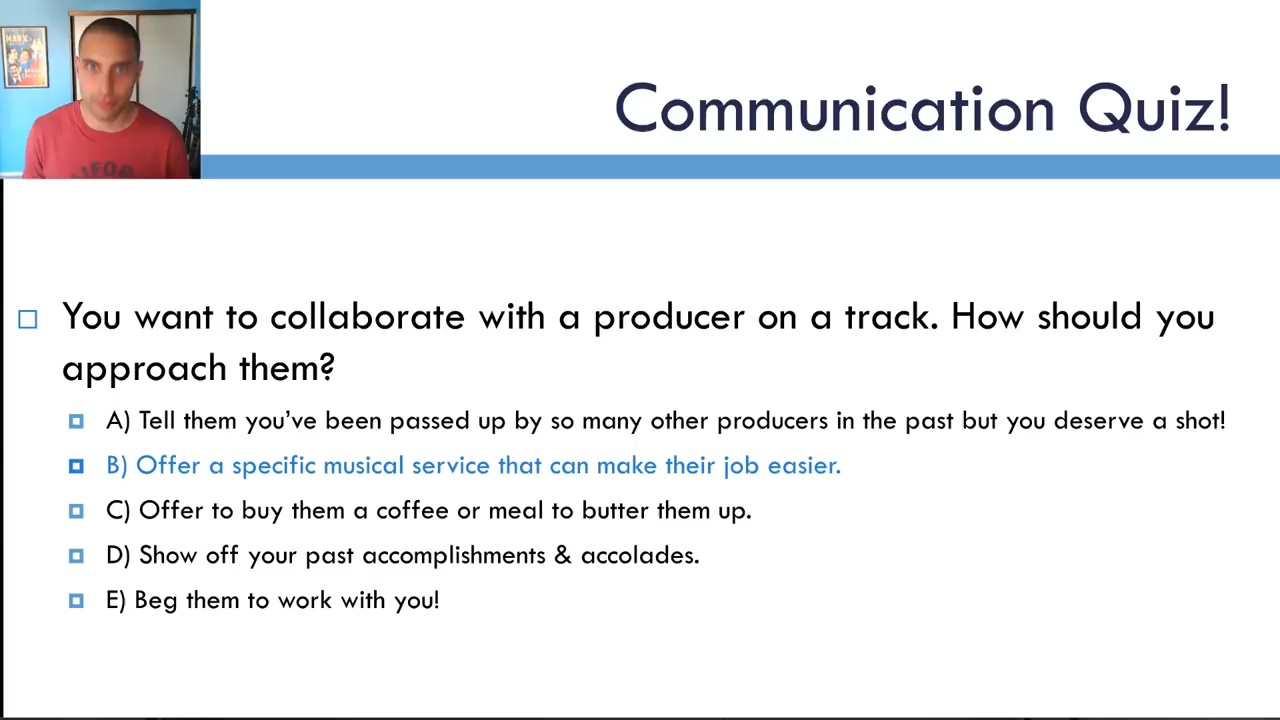 MARX
Communication Quiz!
You want to collaborate with a producer on a track. How should you
approach them?
A) Tell them you've been passed up by so many other producers in the past but you deserve a shot!
B) Offer a specific musical service that can make their job easier.
C) Offer to buy them a coffee or meal to butter them up.
D) Show off your past accomplishments & accolades.
E) Beg them to work with you!